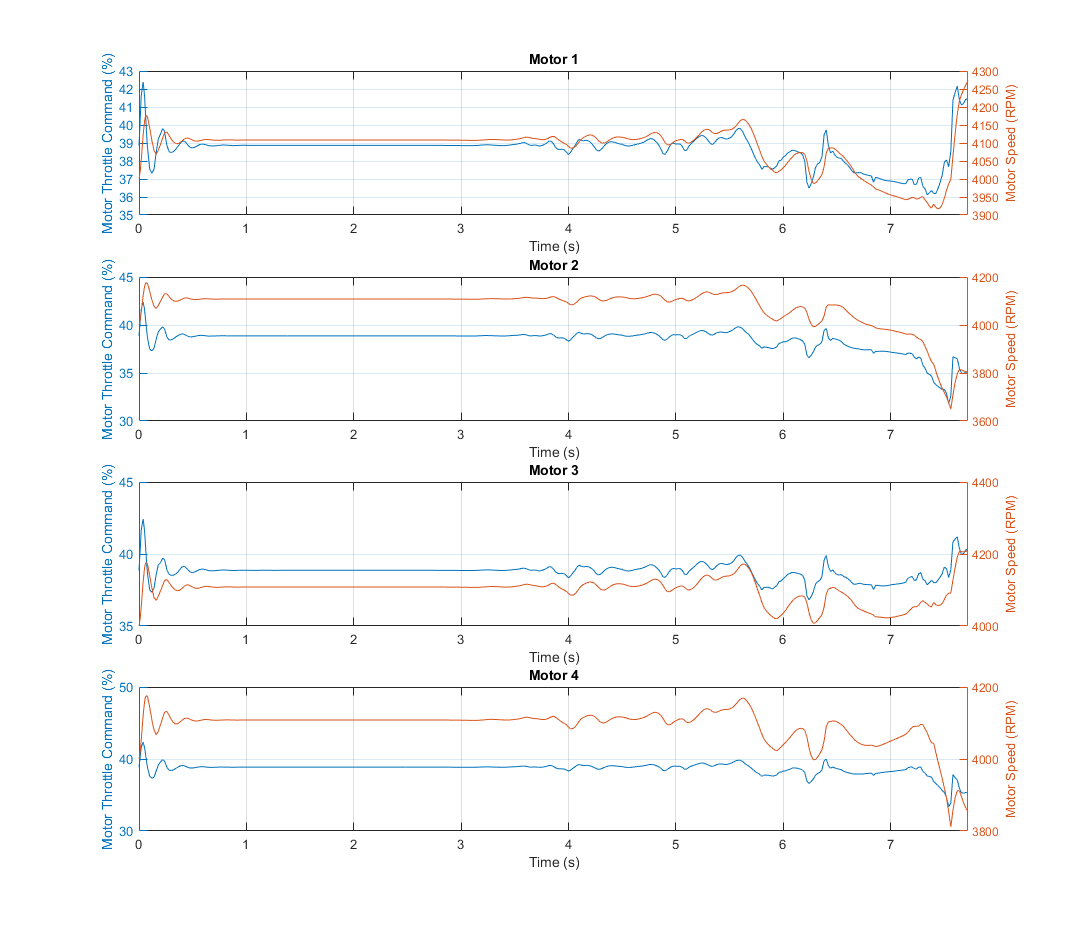 Motor 1
Motor Throttle Command (%)
43
42
41
40
39
38
37
36
35
4300
4250
4200
4150
4100
4050
4000
3950
3900
Motor Speed (RPM)
0 1 2 3 4 5 6 7
Time (s)
Motor 2
Motor Throttle Command (%)
45
40
35
30
4200
4000
3800
3600
Motor Speed (RPM)
0 1 2 3 4 5 6 7
Time (s)
Motor 3
Motor Throttle Command (%)
45
40
35
4400
4200
4000
Motor Speed (RPM)
0 1 2 3 4 5 6 7
Time (s)
Motor 4
Motor Throttle Command (%)
50
40
30
4200
4000
3800
Motor Speed (RPM)
0 1 2 3 4 5 6 7
Time (s)